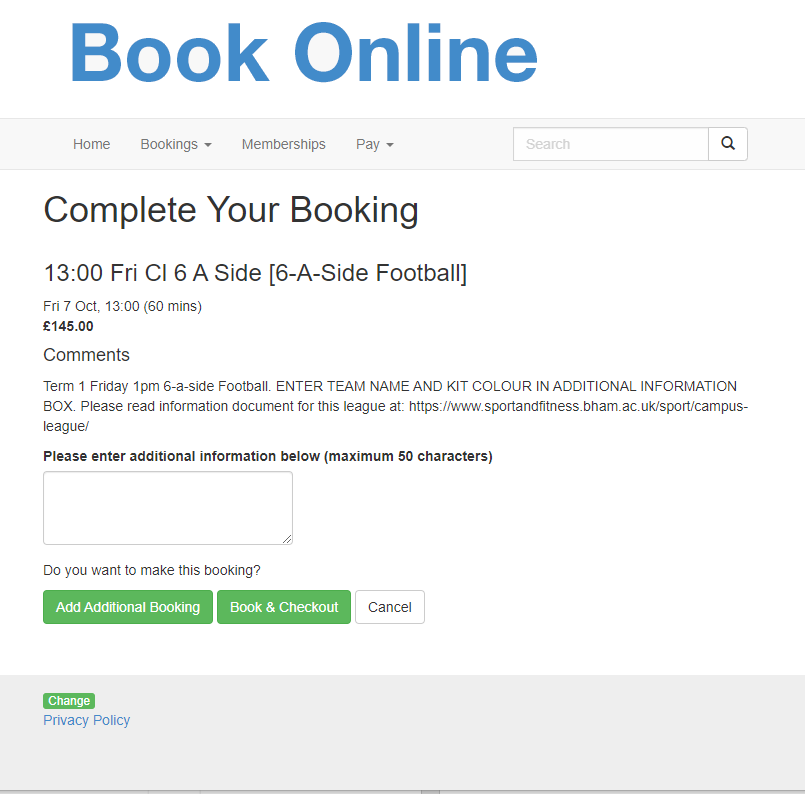 Book Online
Home Bookings Memberships Pay Search
Complete Your Booking
13:00 Fri Cl 6 A Side [6-A-Side Football]
Fri 7 Oct, 13:00 (60 mins)
£145.00
Comments
Term 1 Friday 1pm 6-a-side Football. ENTER TEAM NAME AND KIT COLOUR IN ADDITIONAL INFORMATION
BOX. Please read information document for this league at: https://www.sportandfitness.bham.ac.uk/sport/campus-
league/
Please enter additional information below (maximum 50 characters)
Do you want to make this booking?
Add Additional Booking Book & Checkout Cancel
Change
Privacy Policy